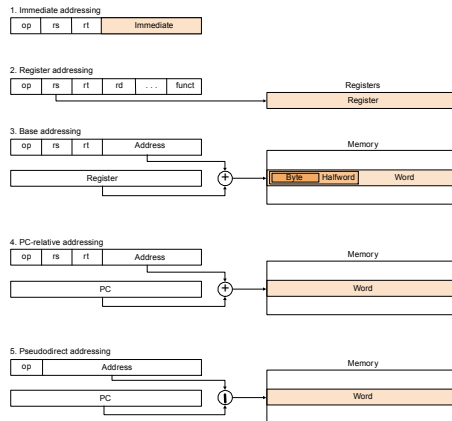 1. Immediate addressing
op rs rt Immediate
2. Register addressing
op rs rt rd . . . funct
Registers
Register
3. Base addressing
op rs rt Address
Memory
Register
+
Byte Halfword Word
4. PC-relative addressing
op rs rt Address
Memory
PC
+
Word
5. Pseudodirect addressing
op Address
Memory
PC
Word